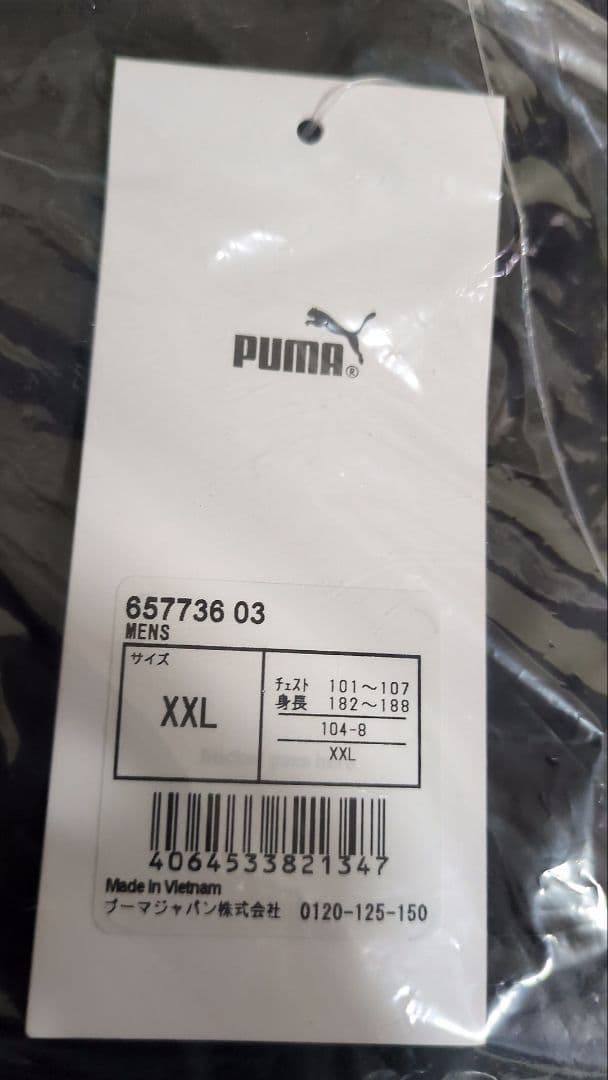 PUMA®
657736 03
MENS
サイズ
XXL
チェスト 101～107
身長 182～188
104-8
XXL
4064533821347
Made in Vietnam
プーマジャパン株式会社 0120-125-150